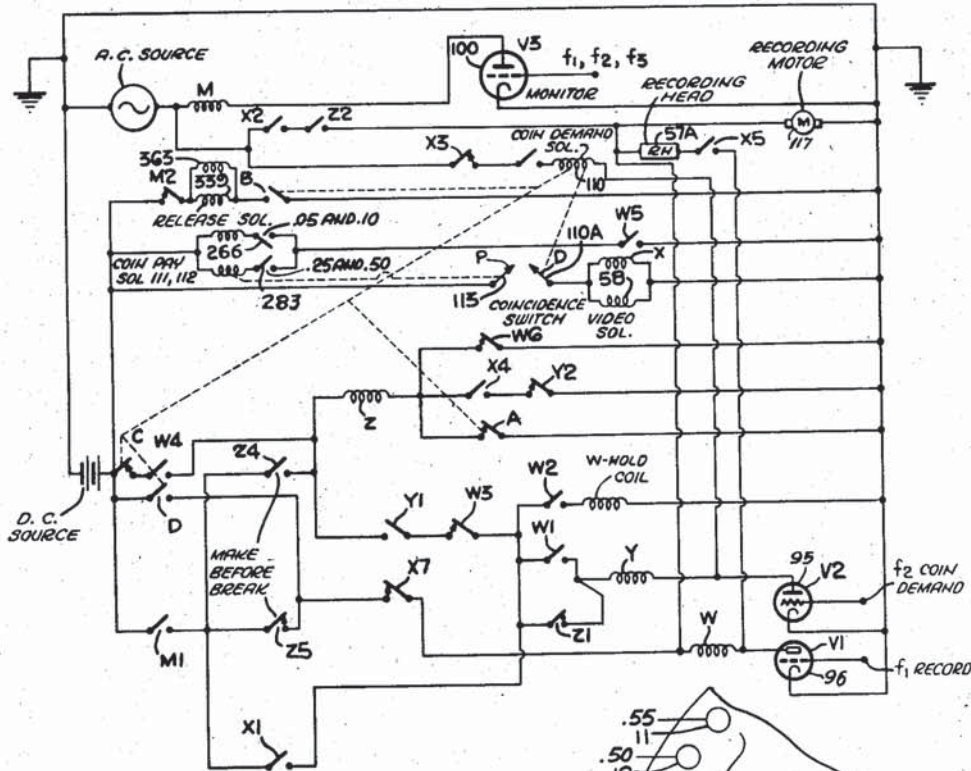 A.C. SOURCE
M
100
V3
f1, f2, f3
MONITOR
RECORDING MOTOR
RECORDING HEAD
X2
Z2
57A
RH
X5
M
117
COIN DEMAND SOL.
X3
110
363
M2
339
B
RELEASE SOL.
.05 AND .10
266
COIN PAY SOL 111, 112
.25 AND .50
283
W5
P
D
110A
X
58
113
COINCIDENCE SWITCH
VIDEO SOL.
W6
X4
Y2
Z
A
C
W4
Z4
W2
W-HOLD COIL
D.C. SOURCE
D
Y1
W3
W1
MAKE BEFORE BREAK
X7
Y
95
V2
f2 COIN DEMAND
Z5
Z1
W
V1
M1
96
f1 RECORD
X1
.55
11
.50